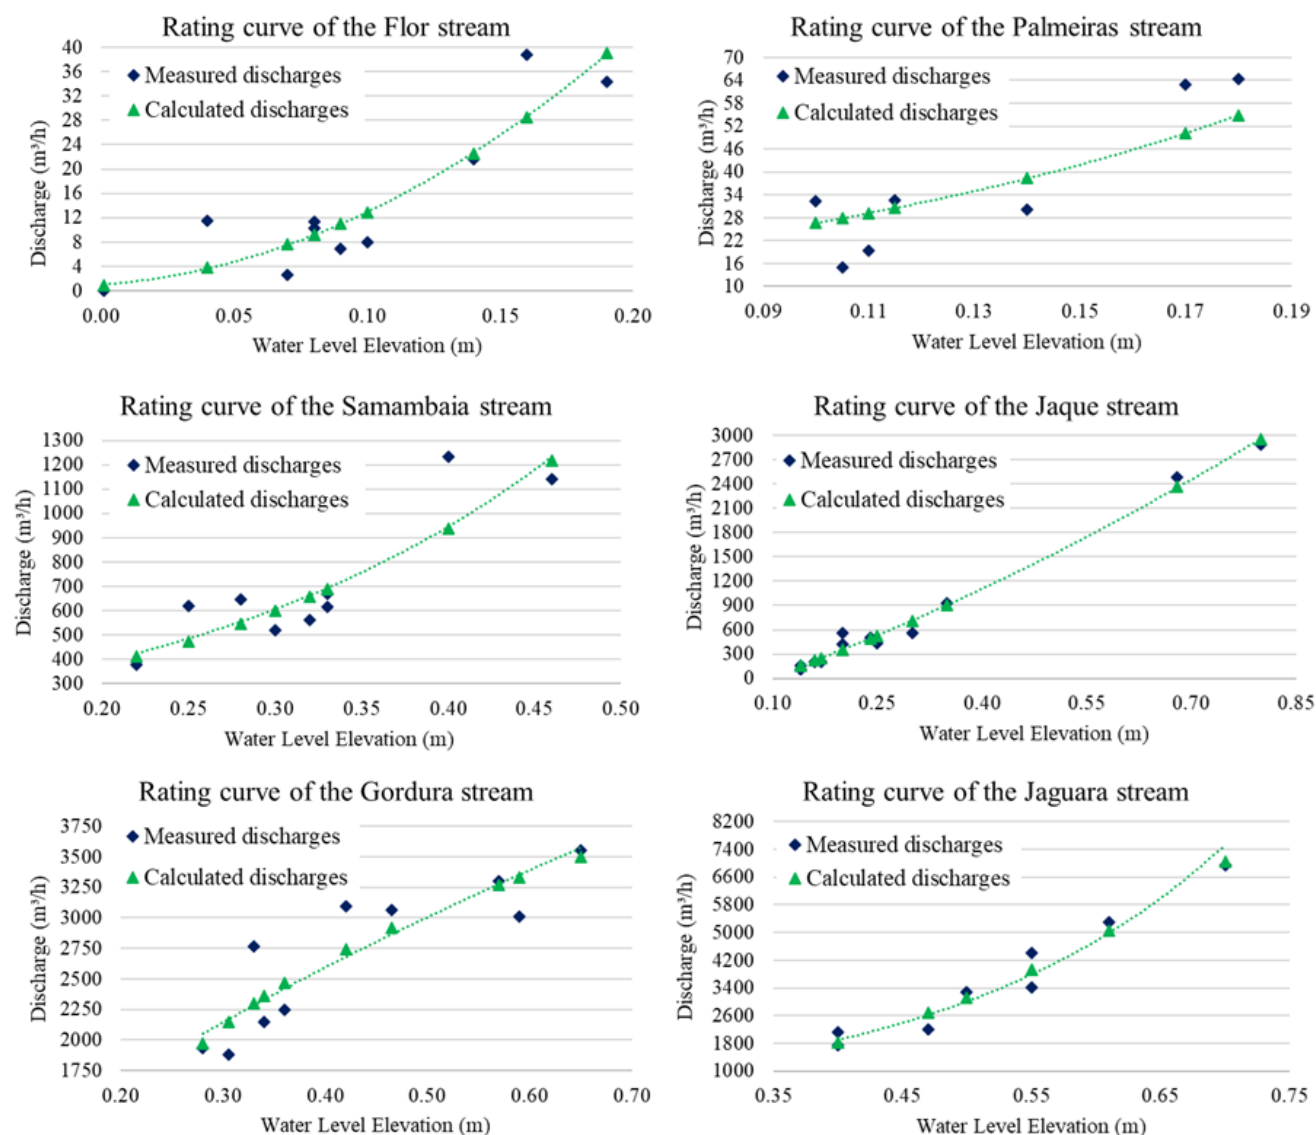 Rating curve of the Flor stream
40
36
32
28
24
20
16
12
8
4
0
Discharge (m³/h)
Measured discharges
Calculated discharges
0.00 0.05 0.10 0.15 0.20
Water Level Elevation (m)
Rating curve of the Palmeiras stream
70
64
58
52
46
40
34
28
22
16
10
Discharge (m³/h)
Measured discharges
Calculated discharges
0.09 0.11 0.13 0.15 0.17 0.19
Water Level Elevation (m)
Rating curve of the Samambaia stream
1300
1200
1100
1000
900
800
700
600
500
400
300
Discharge (m³/h)
Measured discharges
Calculated discharges
0.20 0.25 0.30 0.35 0.40 0.45 0.50
Water Level Elevation (m)
Rating curve of the Jaque stream
3000
2700
2400
2100
1800
1500
1200
900
600
300
0
Discharge (m³/h)
Measured discharges
Calculated discharges
0.10 0.25 0.40 0.55 0.70 0.85
Water Level Elevation (m)
Rating curve of the Gordura stream
3750
3500
3250
3000
2750
2500
2250
2000
1750
Discharge (m³/h)
Measured discharges
Calculated discharges
0.20 0.30 0.40 0.50 0.60 0.70
Water Level Elevation (m)
Rating curve of the Jaguara stream
8200
7400
6600
5800
5000
4200
3400
2600
1800
1000
Discharge (m³/h)
Measured discharges
Calculated discharges
0.35 0.45 0.55 0.65 0.75
Water Level Elevation (m)